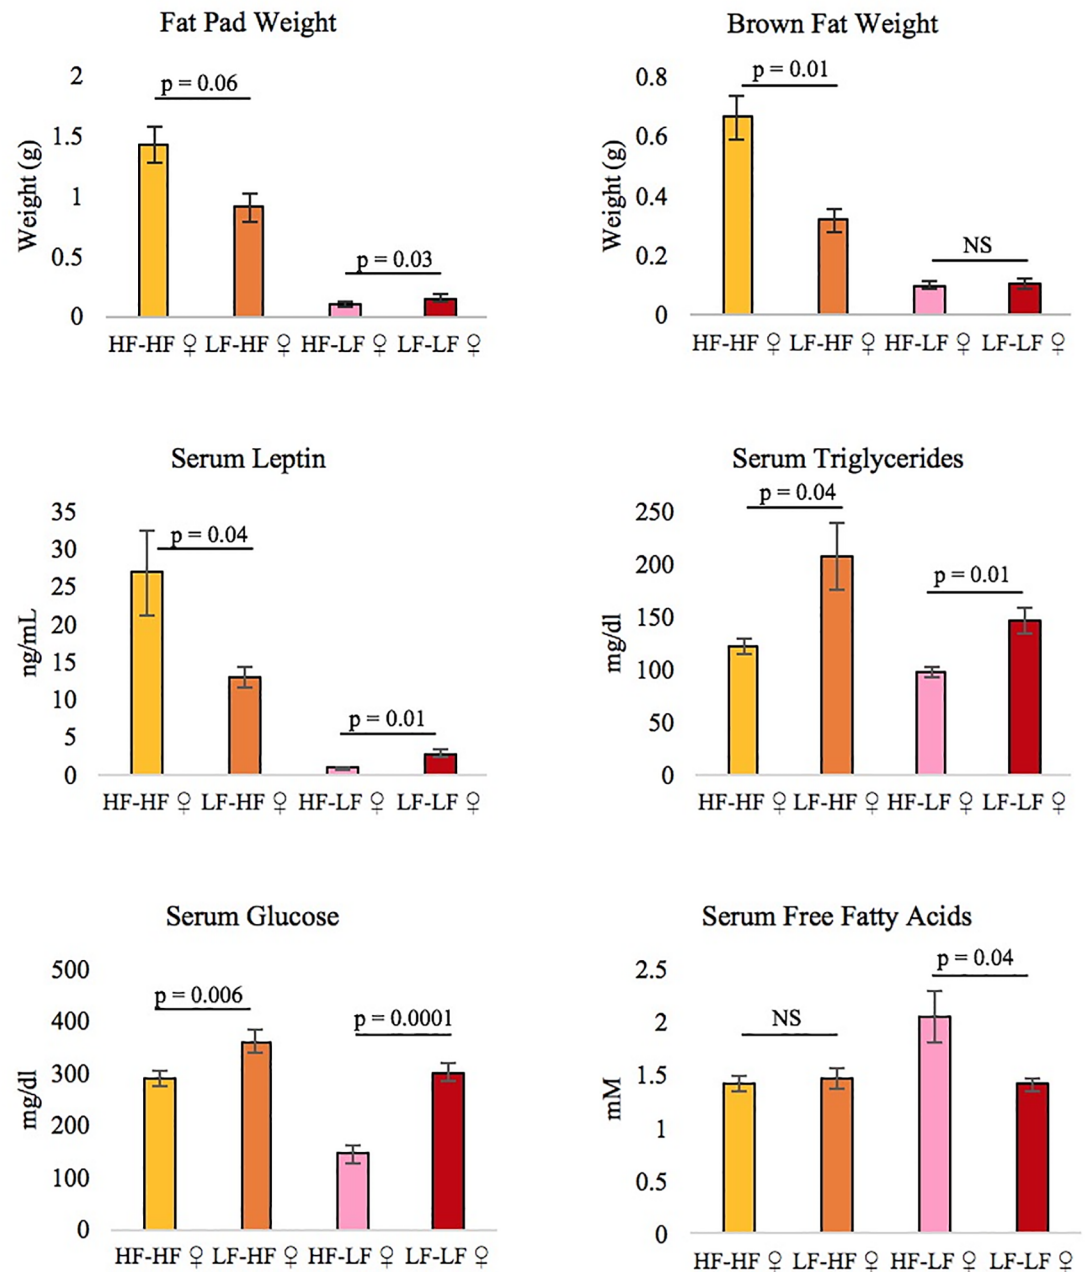 Fat Pad Weight
p = 0.06
p = 0.03
Weight (g)
2
1.5
1
0.5
0
HF-HF ♀ LF-HF ♀ HF-LF ♀ LF-LF ♀
Brown Fat Weight
p = 0.01
NS
Weight (g)
0.8
0.6
0.4
0.2
0
HF-HF ♀ LF-HF ♀ HF-LF ♀ LF-LF ♀
Serum Leptin
p = 0.04
p = 0.01
ng/mL
35
30
25
20
15
10
5
0
HF-HF ♀ LF-HF ♀ HF-LF ♀ LF-LF ♀
Serum Triglycerides
p = 0.04
p = 0.01
mg/dl
250
200
150
100
50
0
HF-HF ♀ LF-HF ♀ HF-LF ♀ LF-LF ♀
Serum Glucose
p = 0.006
p = 0.0001
mg/dl
500
400
300
200
100
0
HF-HF ♀ LF-HF ♀ HF-LF ♀ LF-LF ♀
Serum Free Fatty Acids
p = 0.04
NS
mM
2.5
2
1.5
1
0.5
0
HF-HF ♀ LF-HF ♀ HF-LF ♀ LF-LF ♀